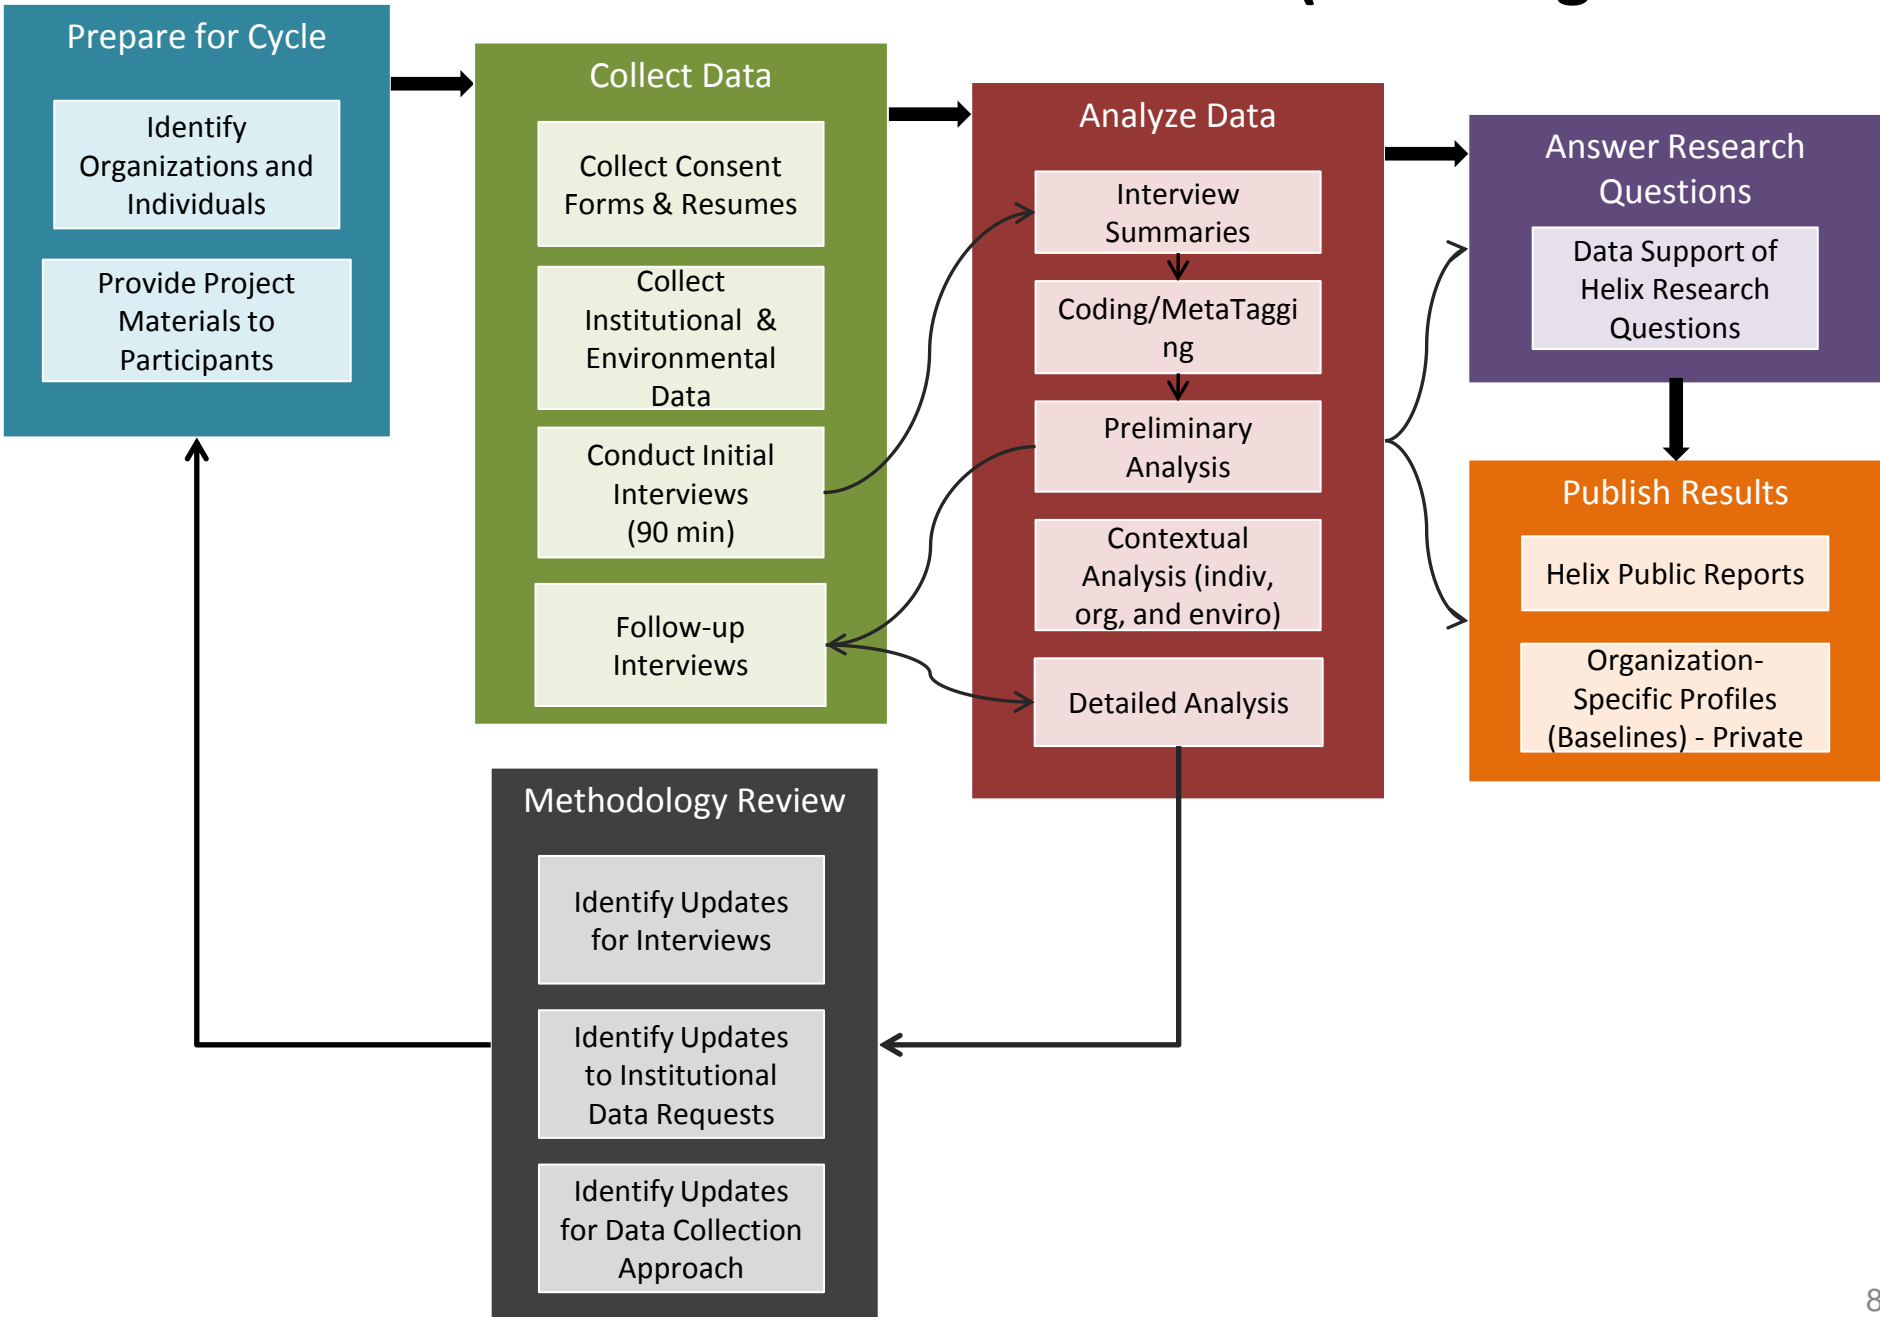 Prepare for Cycle
Identify
Organizations and
Individuals
Provide Project
Materials to
Participants
Collect Data
Collect Consent
Forms & Resumes
Collect
Institutional &
Environmental
Data
Conduct Initial
Interviews
(90 min)
Follow-up
Interviews
Analyze Data
Interview
Summaries
Coding/MetaTaggi
ng
Preliminary
Analysis
Contextual
Analysis (indiv,
org, and enviro)
Detailed Analysis
Answer Research
Questions
Data Support of
Helix Research
Questions
Publish Results
Helix Public Reports
Organization-
Specific Profiles
(Baselines) - Private
Methodology Review
Identify Updates
for Interviews
Identify Updates
to Institutional
Data Requests
Identify Updates
for Data Collection
Approach
8